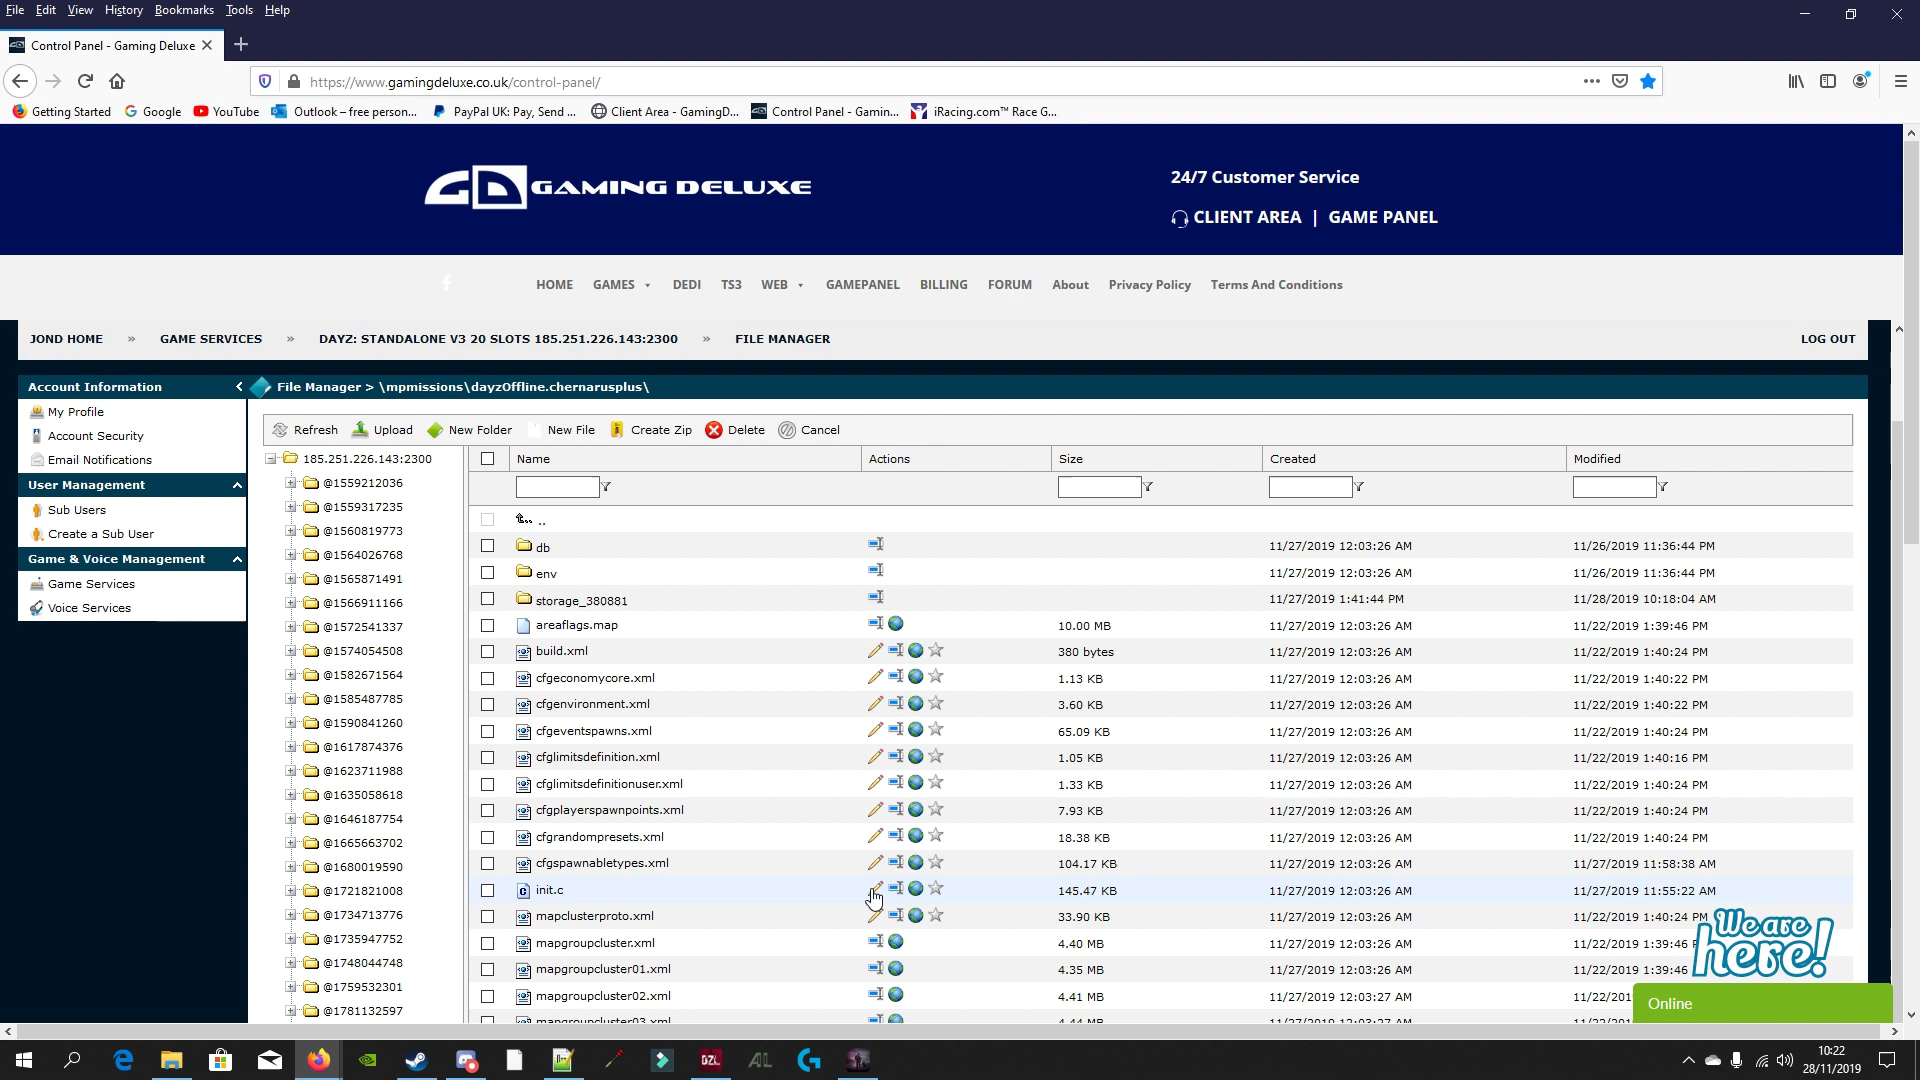 File Edit View History Bookmarks Tools Help
Control Panel - Gaming Deluxe
https://www.gamingdeluxe.co.uk/control-panel/
Getting Started Google YouTube Outlook – free person... PayPal UK: Pay, Send ... Client Area - GamingD... Control Panel - Gamin... iRacing.com™ Race G...
GD GAMING DELUXE
24/7 Customer Service
CLIENT AREA | GAME PANEL
HOME GAMES DEDI TS3 WEB GAMEPANEL BILLING FORUM About Privacy Policy Terms And Conditions
JOND HOME » GAME SERVICES » DAYZ: STANDALONE V3 20 SLOTS 185.251.226.143:2300 » FILE MANAGER LOG OUT
Account Information
My Profile
Account Security
Email Notifications
User Management
Sub Users
Create a Sub User
Game & Voice Management
Game Services
Voice Services
File Manager > \mpmissions\dayzOffline.chernarusplus\
Refresh Upload New Folder New File Create Zip Delete Cancel
185.251.226.143:2300
@1559212036
@1559317235
@1560819773
@1564026768
@1565871491
@1566911166
@1572541337
@1574054508
@1582671564
@1585487785
@1590841260
@1617874376
@1623711988
@1635058618
@1646187754
@1665663702
@1680019590
@1721821008
@1734713776
@1735947752
@1748044748
@1759532301
@1781132597
Name Actions Size Created Modified
..
db 11/27/2019 12:03:26 AM 11/26/2019 11:36:44 PM
env 11/27/2019 12:03:26 AM 11/26/2019 11:36:44 PM
storage_380881 11/27/2019 1:41:44 PM 11/28/2019 10:18:04 AM
areaflags.map 10.00 MB 11/27/2019 12:03:26 AM 11/22/2019 1:39:46 PM
build.xml 380 bytes 11/27/2019 12:03:26 AM 11/22/2019 1:40:24 PM
cfgeconomycore.xml 1.13 KB 11/27/2019 12:03:26 AM 11/22/2019 1:40:22 PM
cfgenvironment.xml 3.60 KB 11/27/2019 12:03:26 AM 11/22/2019 1:40:22 PM
cfgeventspawns.xml 65.09 KB 11/27/2019 12:03:26 AM 11/22/2019 1:40:24 PM
cfglimitsdefinition.xml 1.05 KB 11/27/2019 12:03:26 AM 11/22/2019 1:40:16 PM
cfglimitsdefinitionuser.xml 1.33 KB 11/27/2019 12:03:26 AM 11/22/2019 1:40:24 PM
cfgplayerspawnpoints.xml 7.93 KB 11/27/2019 12:03:26 AM 11/22/2019 1:40:24 PM
cfgrandompresets.xml 18.38 KB 11/27/2019 12:03:26 AM 11/22/2019 1:40:24 PM
cfgspawnabletypes.xml 104.17 KB 11/27/2019 12:03:26 AM 11/27/2019 11:58:38 AM
init.c 145.47 KB 11/27/2019 12:03:26 AM 11/27/2019 11:55:22 AM
mapclusterproto.xml 33.90 KB 11/27/2019 12:03:26 AM 11/22/2019 1:40:24 PM
mapgroupcluster.xml 4.40 MB 11/27/2019 12:03:26 AM 11/22/2019 1:39:46
mapgroupcluster01.xml 4.35 MB 11/27/2019 12:03:26 AM 11/22/2019 1:39:46
mapgroupcluster02.xml 4.41 MB 11/27/2019 12:03:27 AM 11/22/201
mapgroupcluster03.xml 4.44 MB 11/27/2019 12:03:27 AM
We are here!
Online
DZL AL
10:22
28/11/2019